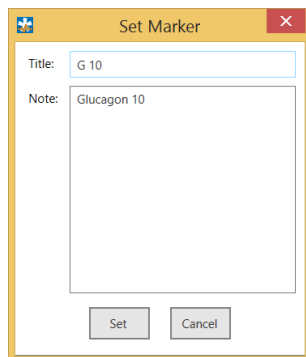 Set Marker
Title:
G 10
Note:
Glucagon 10
Set
Cancel